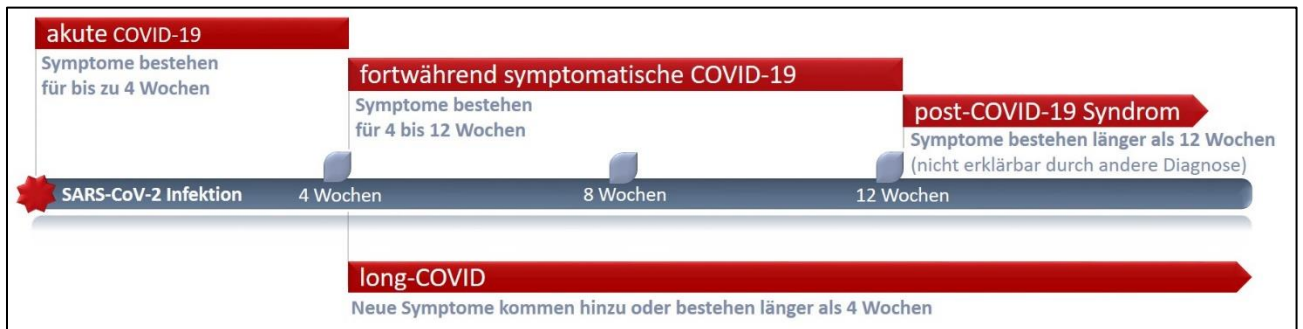 akute COVID-19
Symptome bestehen
für bis zu 4 Wochen
fortwährend symptomatische COVID-19
Symptome bestehen
für 4 bis 12 Wochen
post-COVID-19 Syndrom
Symptome bestehen länger als 12 Wochen
(nicht erklärbar durch andere Diagnose)
SARS-CoV-2 Infektion
4 Wochen
8 Wochen
12 Wochen
long-COVID
Neue Symptome kommen hinzu oder bestehen länger als 4 Wochen